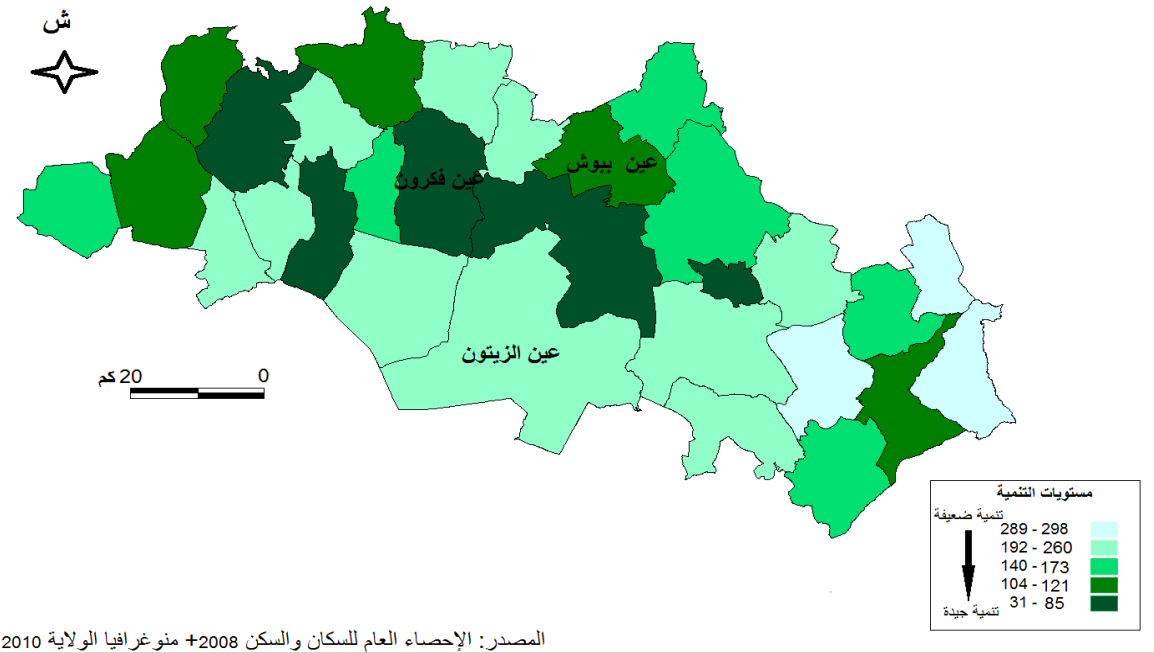 ش
عين ببوش
عين فكرون
عين الزيتون
20 كم 0
مستويات التنمية
تنمية ضعيفة
289 - 298
192 - 260
140 - 173
104 - 121
31 - 85
تنمية جيدة
المصدر: الإحصاء العام للسكان والسكن 2008+ منوغرافيا الولاية 2010